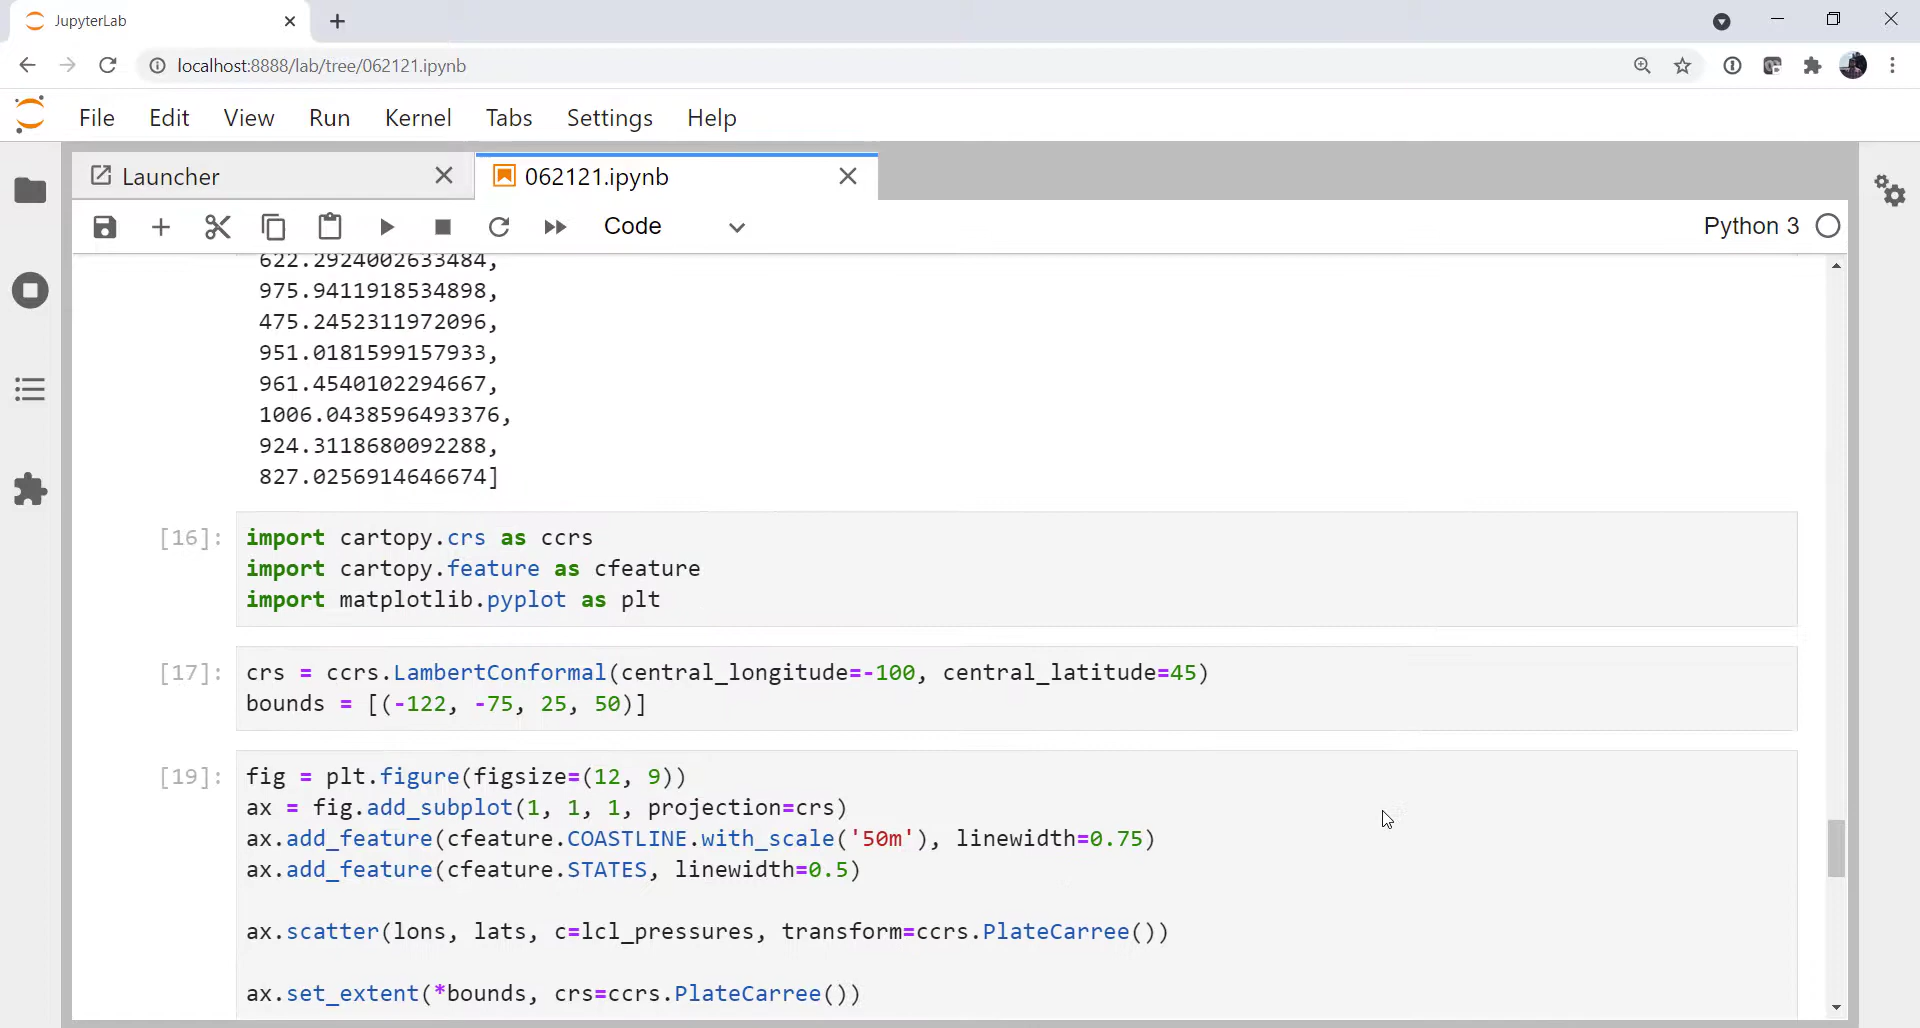 JupyterLab
localhost:8888/lab/tree/062121.ipynb
File Edit View Run Kernel Tabs Settings Help
Launcher 062121.ipynb
Code Python 3
622.2924002633484,
975.9411918534898,
475.2452311972096,
951.0181599157933,
961.4540102294667,
1006.0438596493376,
924.3118680092288,
827.0256914646674]
[16]: import cartopy.crs as ccrs
import cartopy.feature as cfeature
import matplotlib.pyplot as plt
[17]: crs = ccrs.LambertConformal(central_longitude=-100, central_latitude=45)
bounds = [(-122, -75, 25, 50)]
[19]: fig = plt.figure(figsize=(12, 9))
ax = fig.add_subplot(1, 1, 1, projection=crs)
ax.add_feature(cfeature.COASTLINE.with_scale('50m'), linewidth=0.75)
ax.add_feature(cfeature.STATES, linewidth=0.5)
ax.scatter(lons, lats, c=lcl_pressures, transform=ccrs.PlateCarree())
ax.set_extent(*bounds, crs=ccrs.PlateCarree())